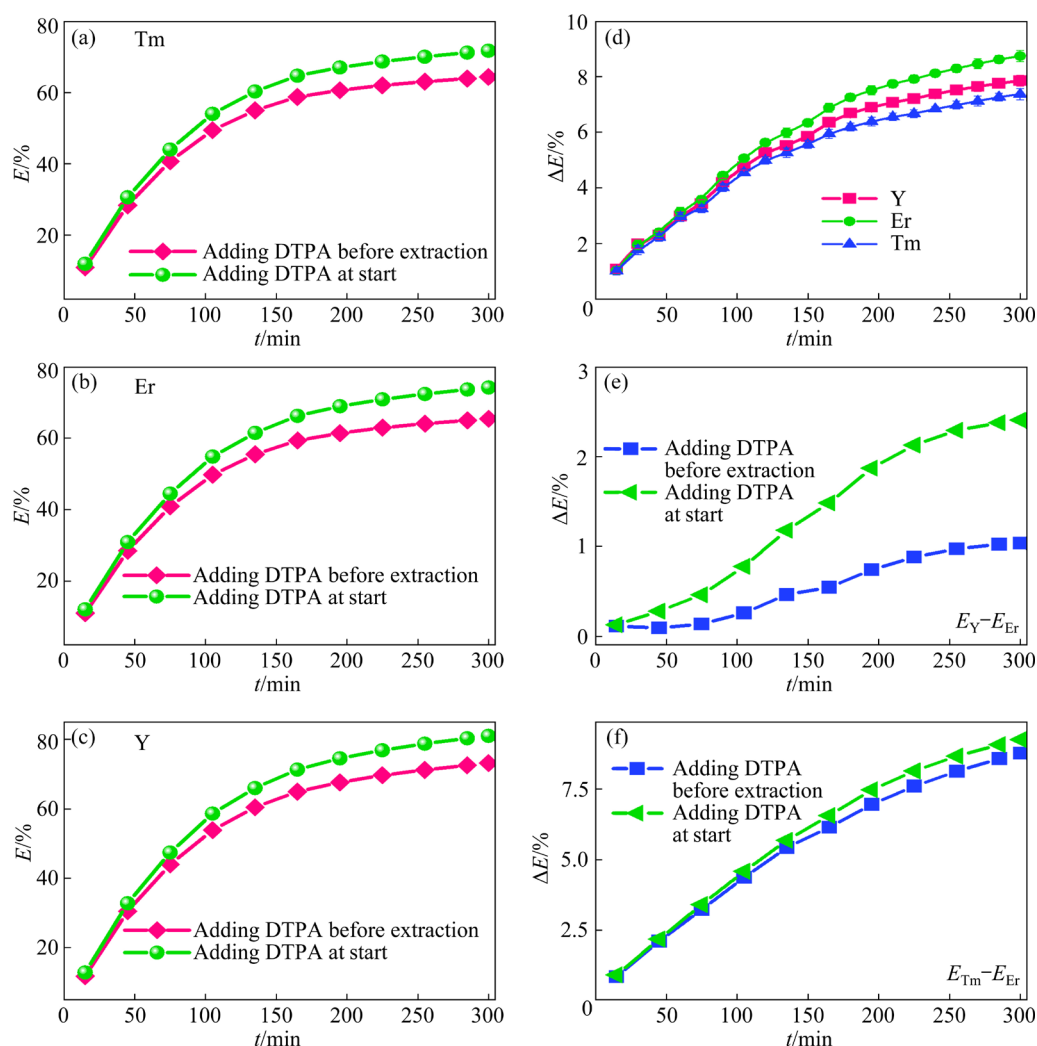 (a)
Tm
80
60
40
20
E/%
Adding DTPA before extraction
Adding DTPA at start
0 50 100 150 200 250 300
t/min
(d)
10
8
6
4
2
0
ΔE/%
Y
Er
Tm
0 50 100 150 200 250 300
t/min
(b)
Er
80
60
40
20
E/%
Adding DTPA before extraction
Adding DTPA at start
0 50 100 150 200 250 300
t/min
(e)
3
2
1
0
ΔE/%
Adding DTPA
before extraction
Adding DTPA
at start
E_Y−E_Er
0 50 100 150 200 250 300
t/min
(c)
Y
80
60
40
20
E/%
Adding DTPA before extraction
Adding DTPA at start
0 50 100 150 200 250 300
t/min
(f)
7.5
5.0
2.5
0
ΔE/%
Adding DTPA
before extraction
Adding DTPA
at start
E_Tm−E_Er
0 50 100 150 200 250 300
t/min